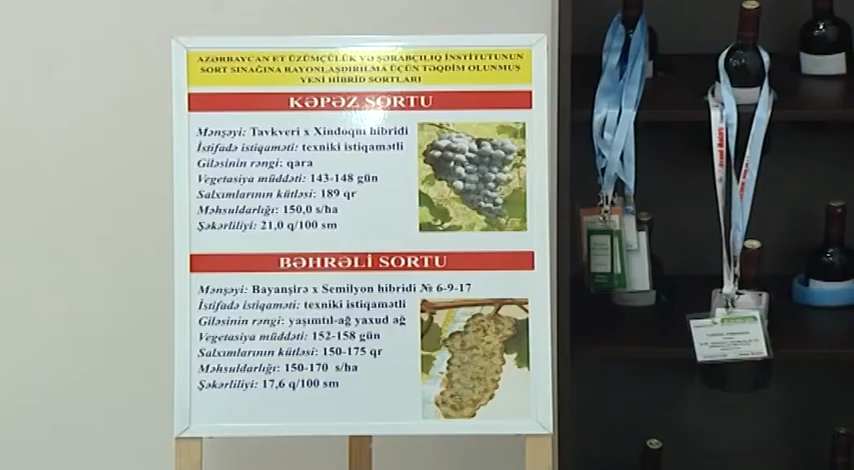 AZƏRBAYCAN ET ÜZÜMÇÜLÜK VƏ ŞƏRABÇILIQ İNSTİTUTUNUN
SORT SINAĞINA RAYONLAŞDIRILMA ÜÇÜN TƏQDİM OLUNMUŞ
YENİ HİBRİD SORTLARI
KƏPƏZ SORTU
Mənşəyi: Tavkveri x Xindoqnı hibridi
İstifadə istiqaməti: texniki istiqamətli
Giləsinin rəngi: qara
Vegetasiya müddəti: 143-148 gün
Salxımlarının kütləsi: 189 qr
Məhsuldarlığı: 150,0 s/ha
Şəkərliliyi: 21,0 q/100 sm
BƏHRƏLİ SORTU
Mənşəyi: Bayanşirə x Semilyon hibridi № 6-9-17
İstifadə istiqaməti: texniki istiqamətli
Giləsinin rəngi: yaşımtıl-ağ yaxud ağ
Vegetasiya müddəti: 152-158 gün
Salxımlarının kütləsi: 150-175 qr
Məhsuldarlığı: 150-170 s/ha
Şəkərliliyi: 17,6 q/100 sm